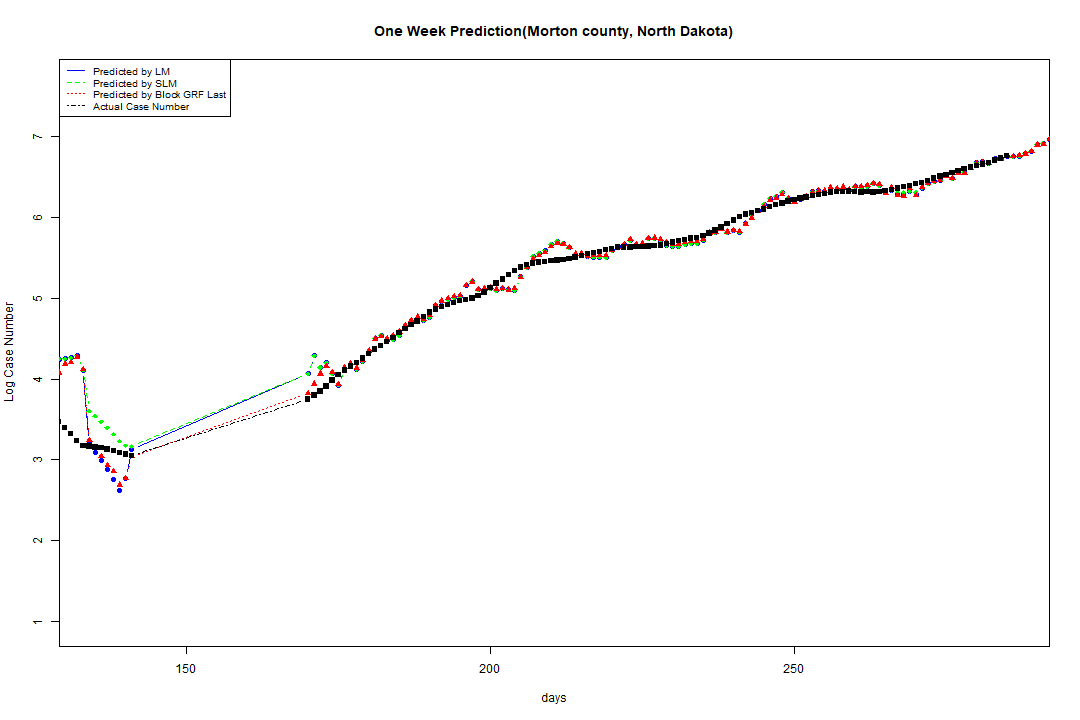 One Week Prediction(Morton county, North Dakota)
Predicted by LM
Predicted by SLM
Predicted by Block GRF Last
Actual Case Number
7
6
5
4
3
2
1
Log Case Number
150 200 250
days